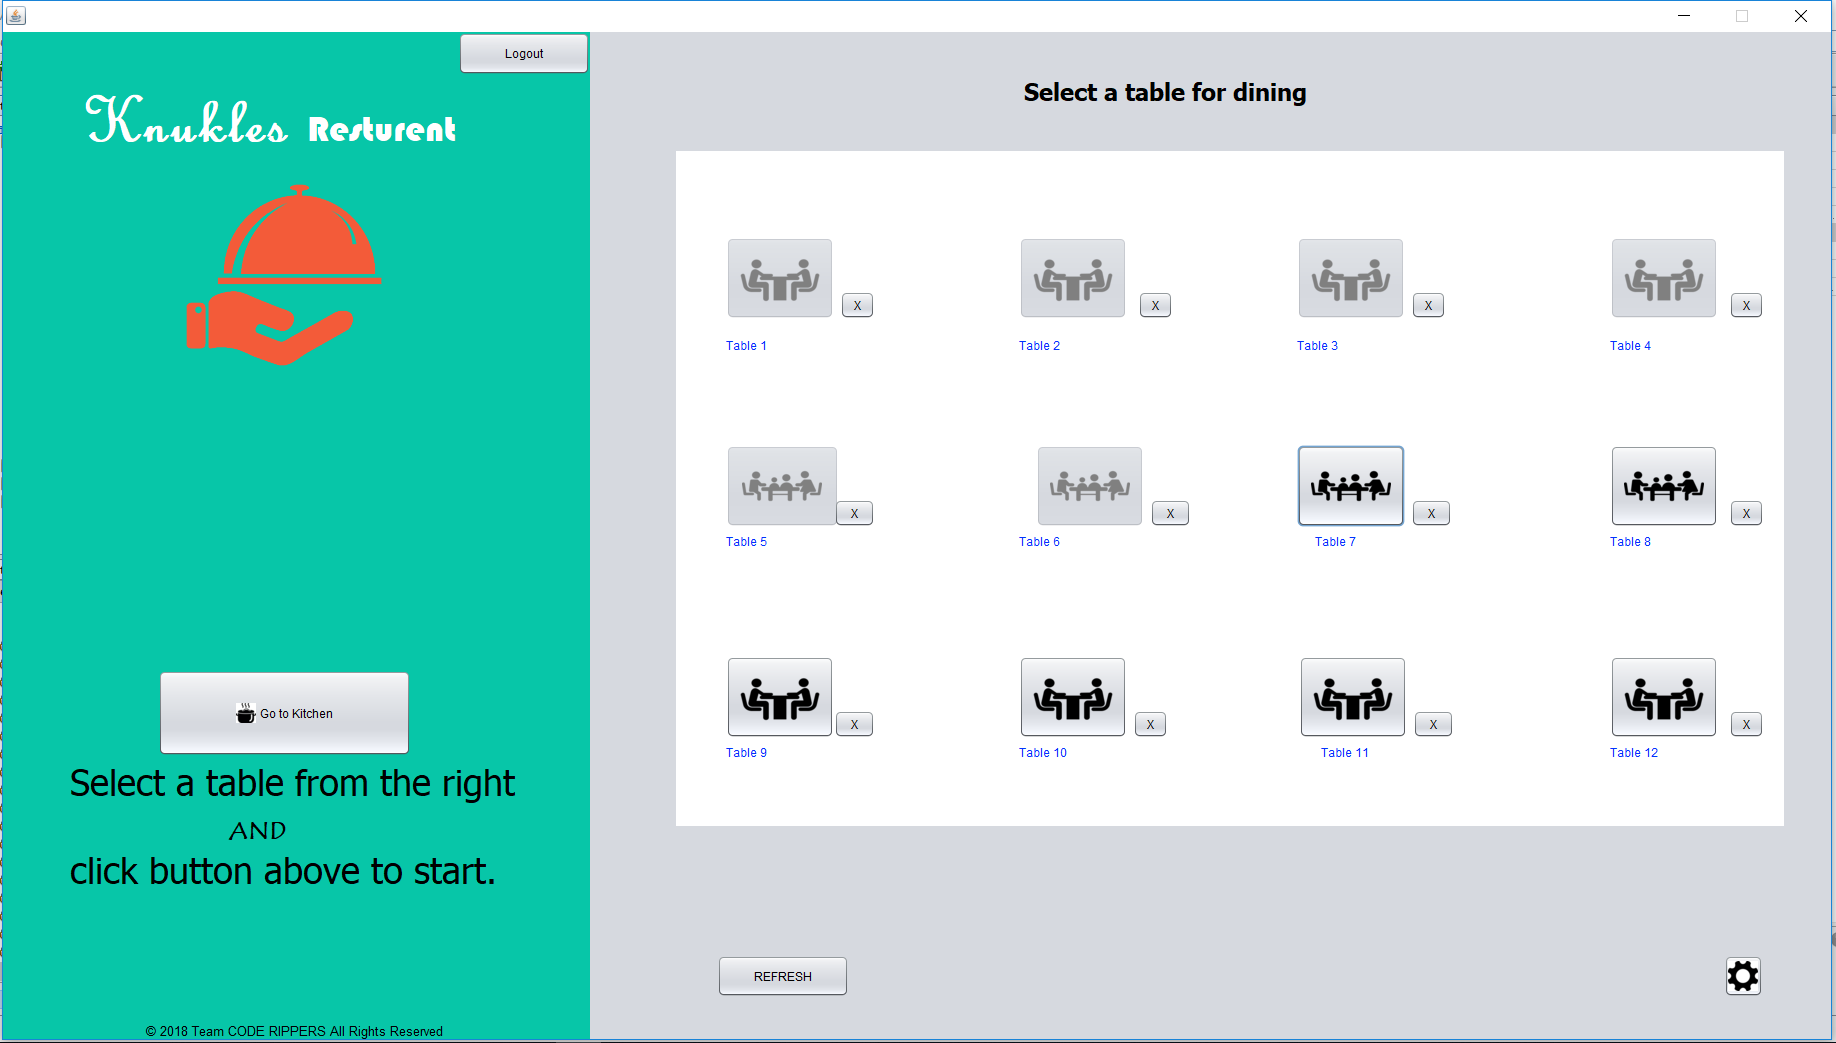 Logout
Knukles Resturent
Go to Kitchen
Select a table from the right
AND
click button above to start.
© 2018 Team CODE RIPPERS All Rights Reserved
Select a table for dining
X X X X
Table 1 Table 2 Table 3 Table 4
X X X X
Table 5 Table 6 Table 7 Table 8
X X X X
Table 9 Table 10 Table 11 Table 12
REFRESH